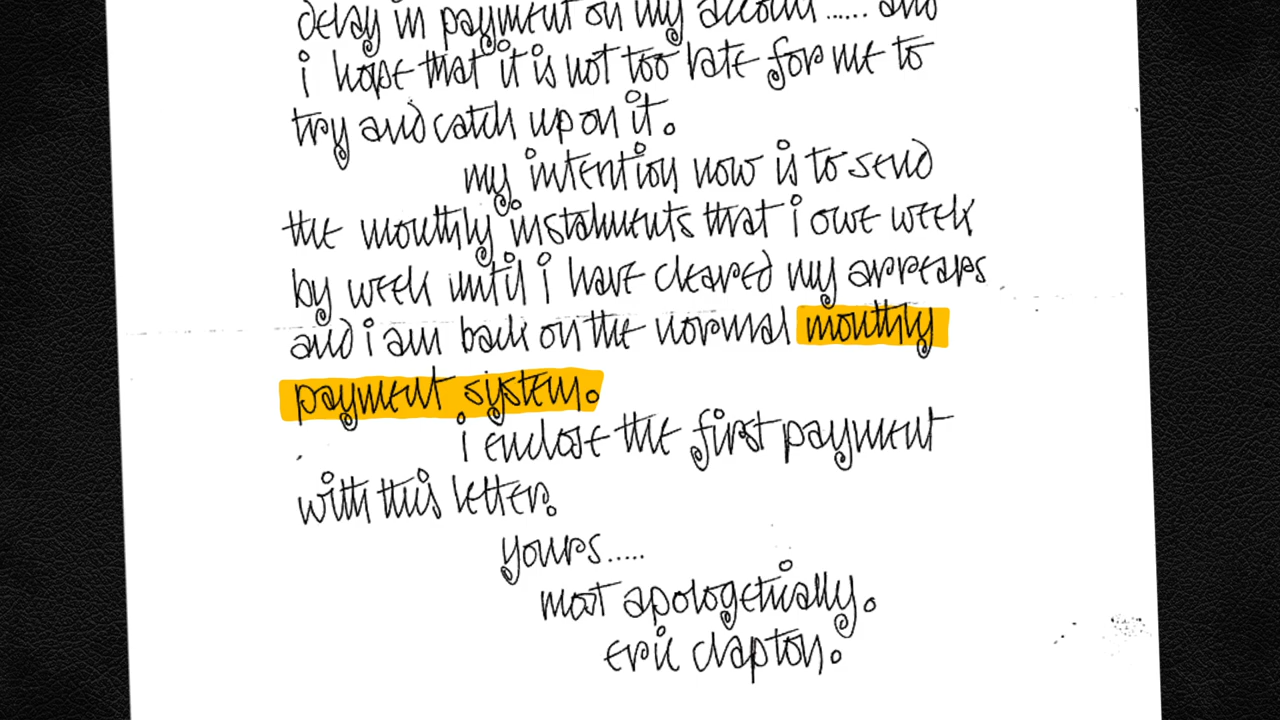 delay in payment on my account...... and
i hope that it is not too late for me to
try and catch up on it.
my intention now is to send
the monthly instalments that i owe week
by week until i have cleared my arrears
and i am back on the normal monthly
payment system.
i enclose the first payment
with this letter.
yours.....
most apologetically.
eric clapton.